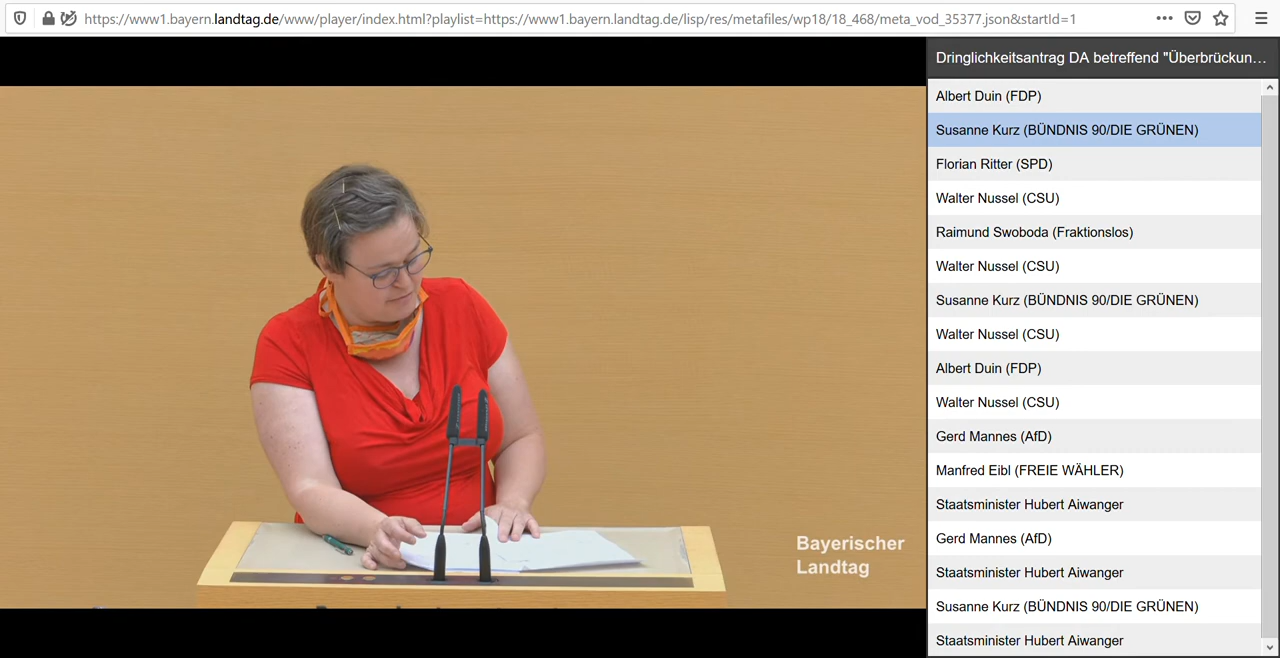 https://www1.bayern.landtag.de/www/player/index.html?playlist=https://www1.bayern.landtag.de/lisp/res/metafiles/wp18/18_468/meta_vod_35377.json&startId=1
Dringlichkeitsantrag DA betreffend "Überbrückun…
Albert Duin (FDP)
Susanne Kurz (BÜNDNIS 90/DIE GRÜNEN)
Florian Ritter (SPD)
Walter Nussel (CSU)
Raimund Swoboda (Fraktionslos)
Walter Nussel (CSU)
Susanne Kurz (BÜNDNIS 90/DIE GRÜNEN)
Walter Nussel (CSU)
Albert Duin (FDP)
Walter Nussel (CSU)
Gerd Mannes (AfD)
Manfred Eibl (FREIE WÄHLER)
Staatsminister Hubert Aiwanger
Gerd Mannes (AfD)
Staatsminister Hubert Aiwanger
Susanne Kurz (BÜNDNIS 90/DIE GRÜNEN)
Staatsminister Hubert Aiwanger
Bayerischer
Landtag